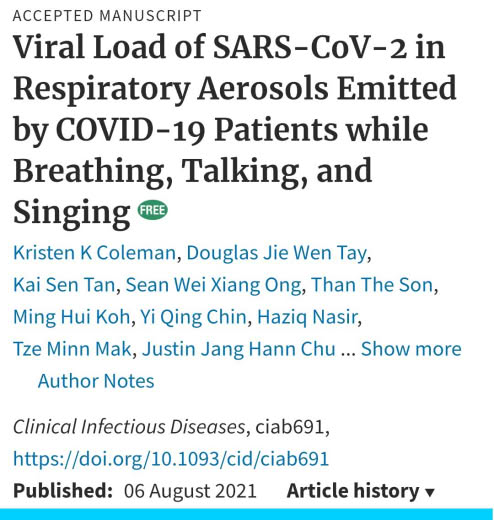 ACCEPTED MANUSCRIPT
Viral Load of SARS-CoV-2 in
Respiratory Aerosols Emitted
by COVID-19 Patients while
Breathing, Talking, and
Singing FREE
Kristen K Coleman, Douglas Jie Wen Tay,
Kai Sen Tan, Sean Wei Xiang Ong, Than The Son,
Ming Hui Koh, Yi Qing Chin, Haziq Nasir,
Tze Minn Mak, Justin Jang Hann Chu ... Show more
Author Notes
Clinical Infectious Diseases, ciab691,
https://doi.org/10.1093/cid/ciab691
Published: 06 August 2021 Article history ▾